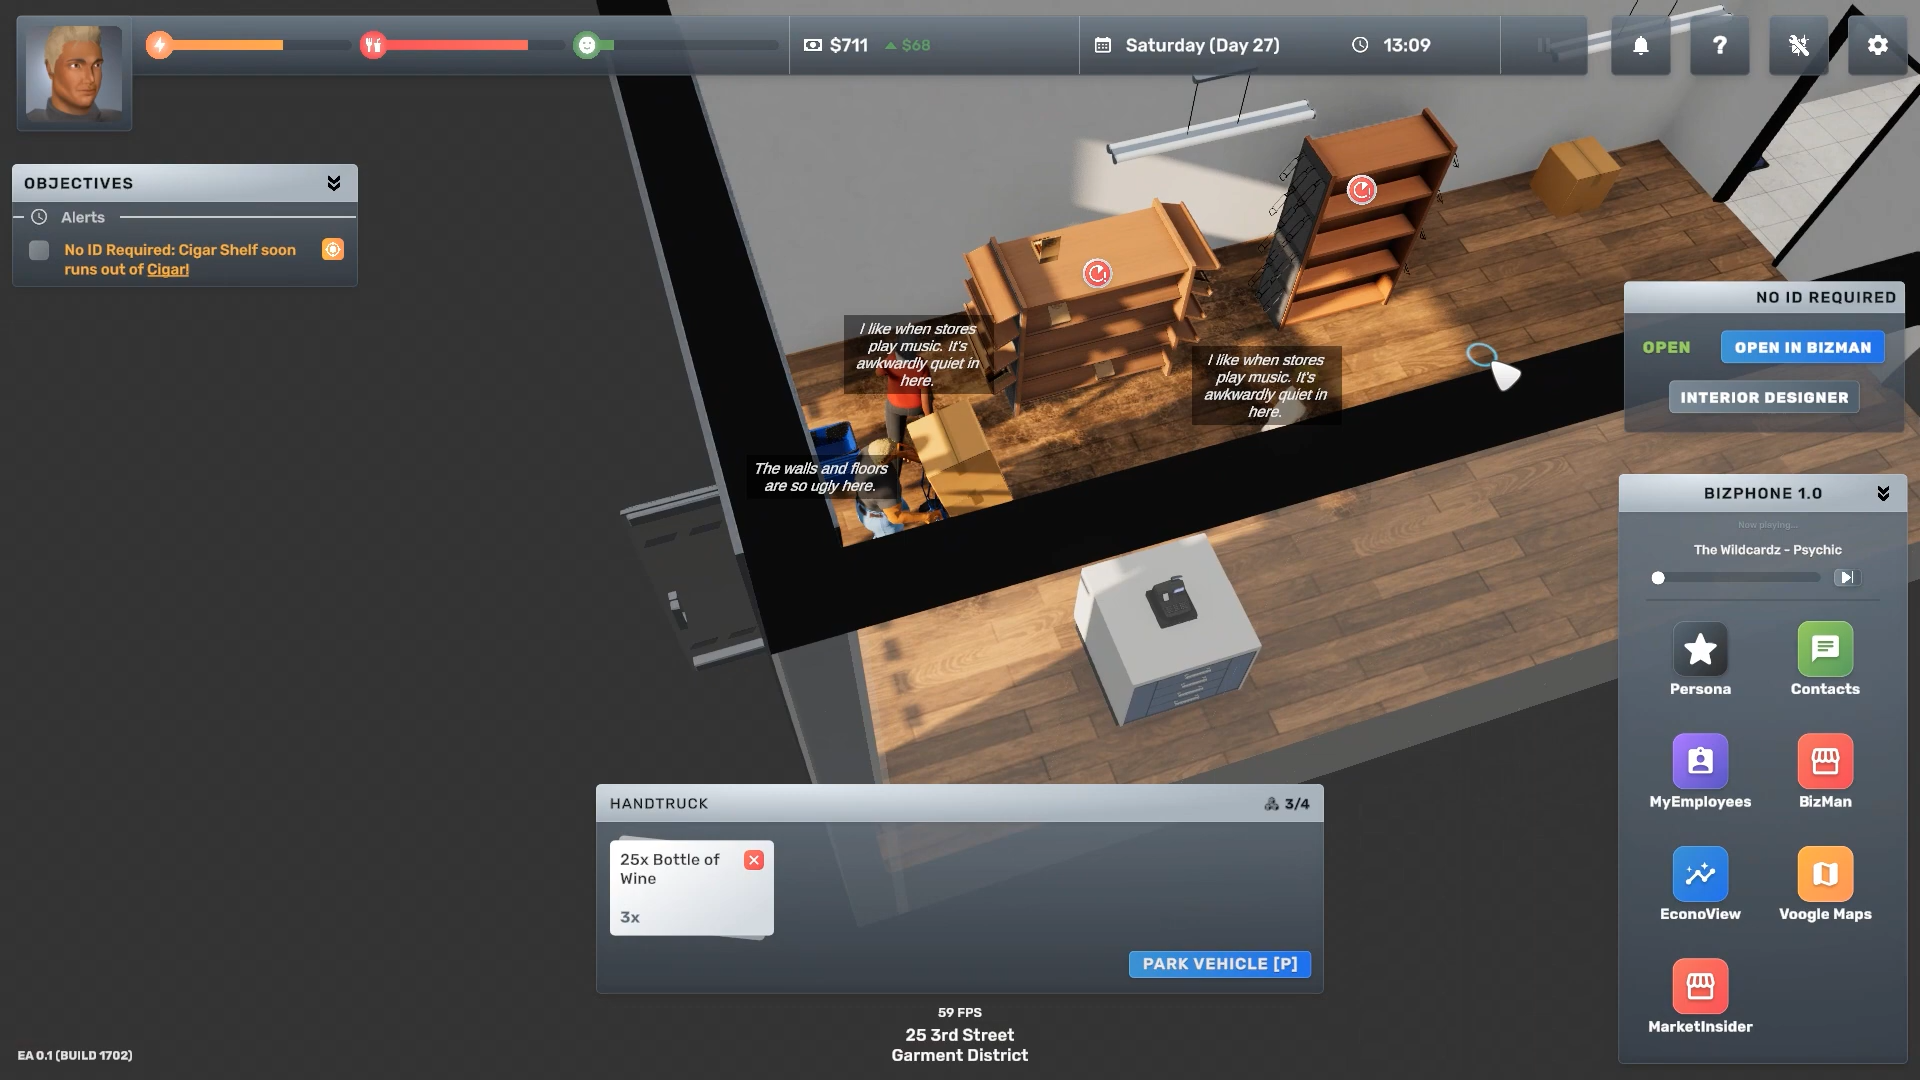 $711
$68
Saturday (Day 27)
13:09
?
OBJECTIVES
Alerts
No ID Required: Cigar Shelf soon
runs out of Cigar!
I like when stores
play music. It's
awkwardly quiet in
here.
I like when stores
play music. It's
awkwardly quiet in
here.
The walls and floors
are so ugly here.
NO ID REQUIRED
OPEN
OPEN IN BIZMAN
INTERIOR DESIGNER
BIZPHONE 1.0
Now playing...
The Wildcardz - Psychic
Persona
Contacts
MyEmployees
BizMan
EconoView
Voogle Maps
MarketInsider
HANDTRUCK
3/4
25x Bottle of
Wine
3x
PARK VEHICLE [P]
59 FPS
25 3rd Street
Garment District
EA 0.1 (BUILD 1702)